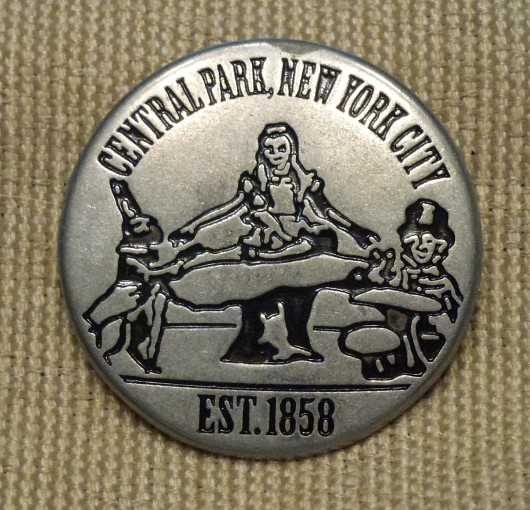 CENTRAL PARK, NEW YORK CITY
EST. 1858